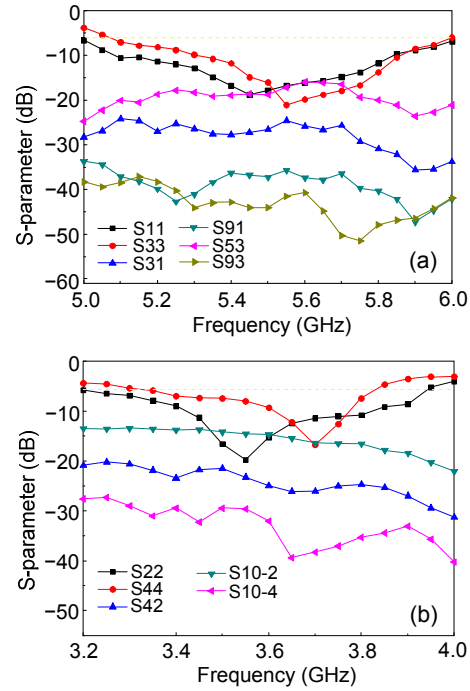 0
−10
−20
−30
−40
−50
−60
S-parameter (dB)
S11
S33
S31
S91
S53
S93
(a)
5.0
5.2
5.4
5.6
5.8
6.0
Frequency (GHz)
0
−10
−20
−30
−40
−50
S-parameter (dB)
S22
S44
S42
S10-2
S10-4
(b)
3.2
3.4
3.6
3.8
4.0
Frequency (GHz)